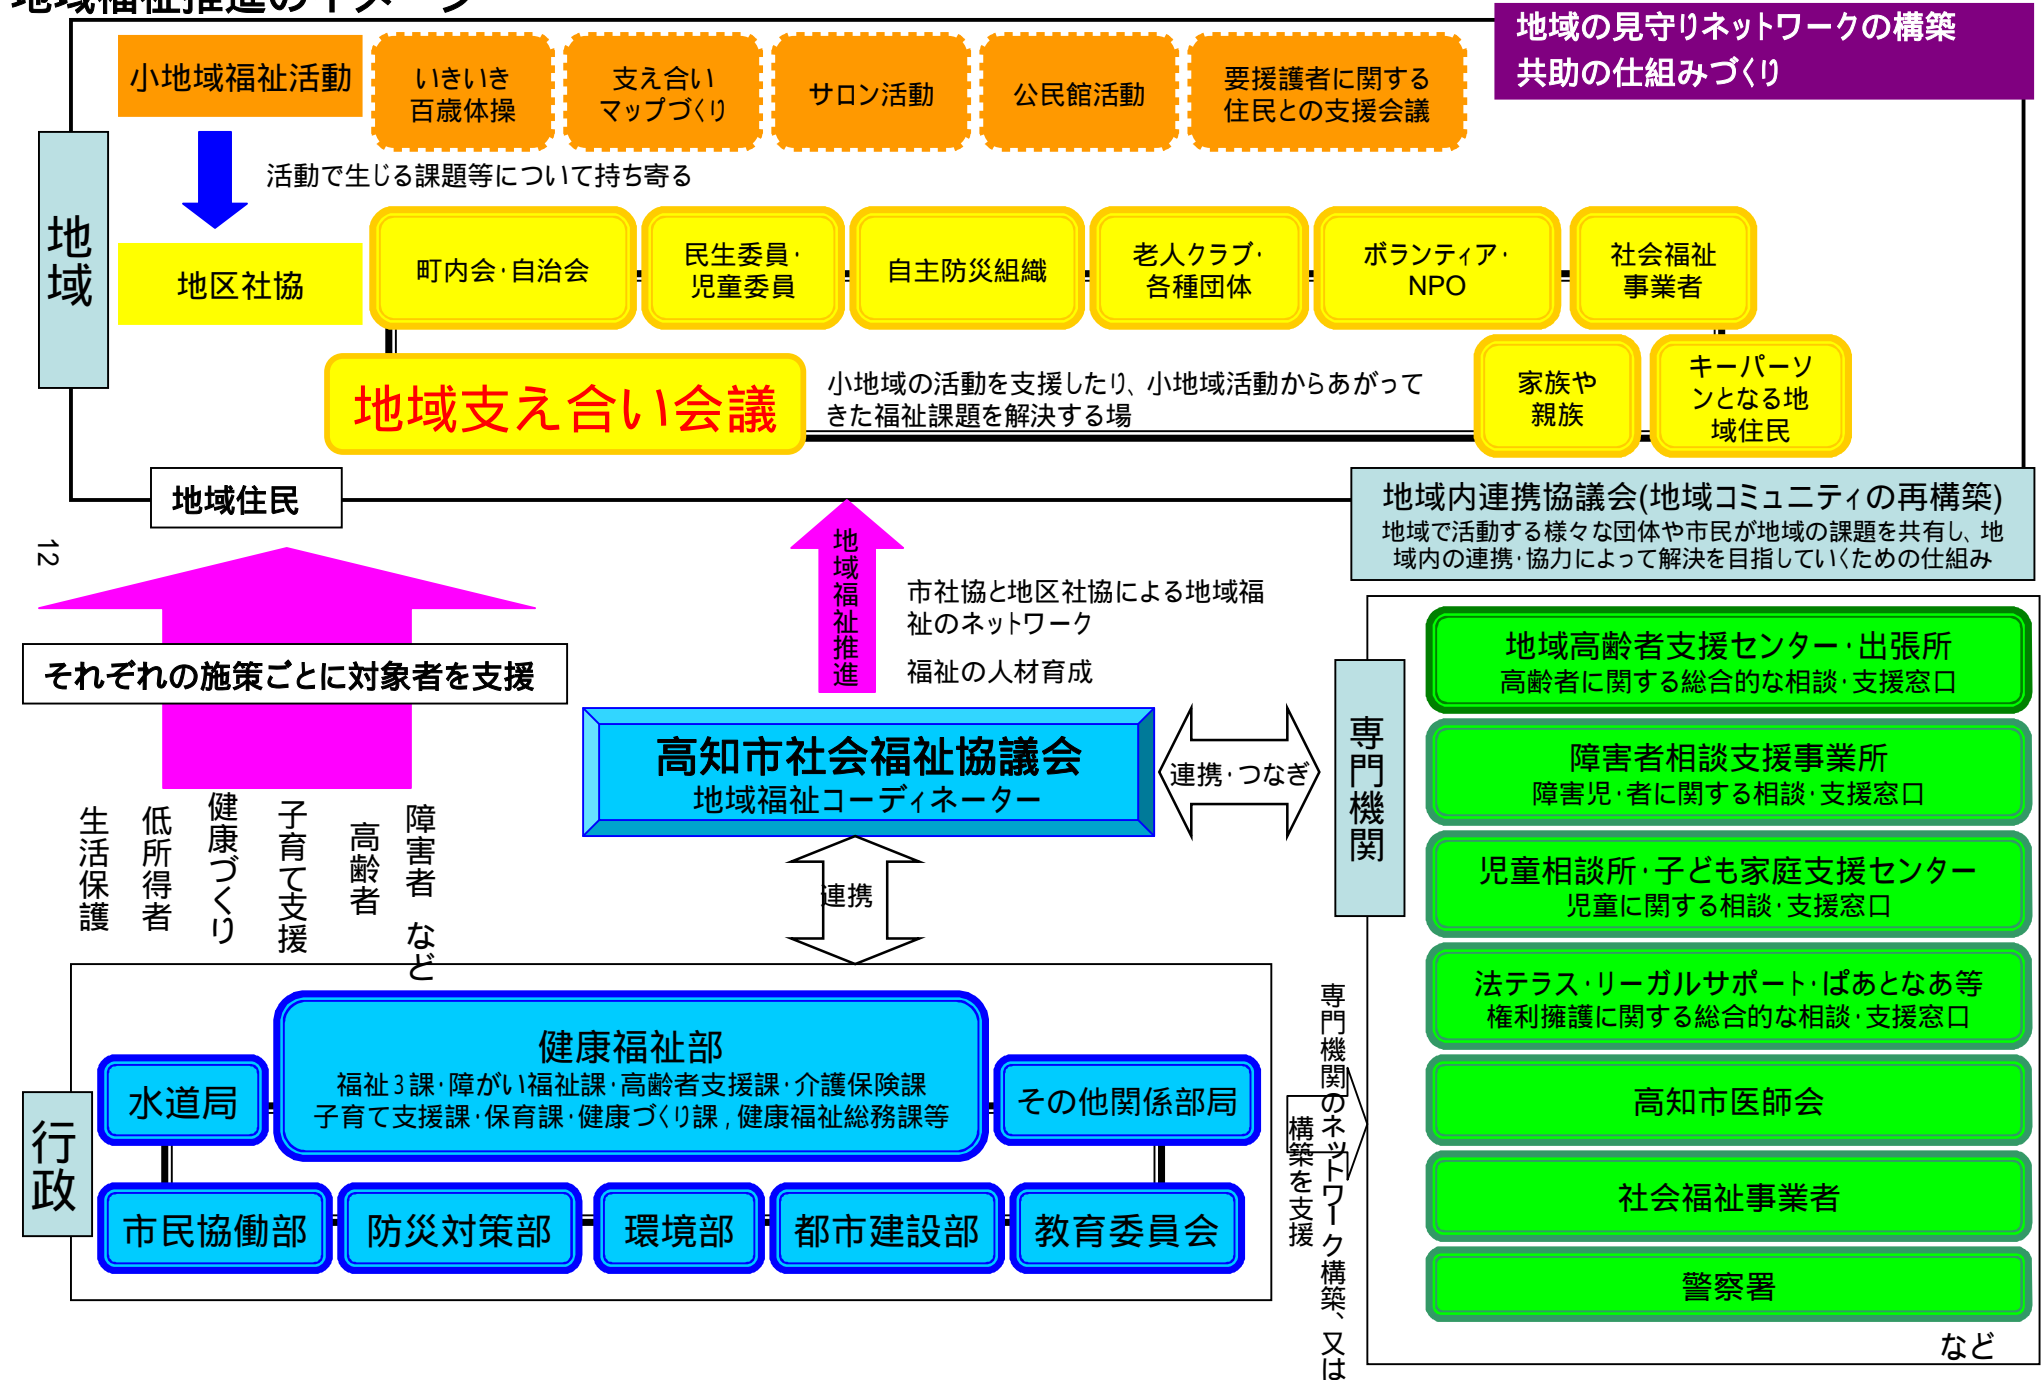 地域福祉推進のイメージ
地域の見守りネットワークの構築
共助の仕組みづくり
小地域福祉活動
いきいき
百歳体操
支え合い
マップづくり
サロン活動
公民館活動
要援護者に関する
住民との支援会議
活動で生じる課題等について持ち寄る
地域
地区社協
町内会・自治会
民生委員・
児童委員
自主防災組織
老人クラブ・
各種団体
ボランティア・
NPO
社会福祉
事業者
地域支え合い会議
小地域の活動を支援したり、小地域活動からあがって
きた福祉課題を解決する場
家族や
親族
キーパーソ
ンとなる地
域住民
地域住民
地域内連携協議会(地域コミュニティの再構築)
地域で活動する様々な団体や市民が地域の課題を共有し、地
域内の連携・協力によって解決を目指していくための仕組み
12
地域福祉推進
市社協と地区社協による地域福
祉のネットワーク
福祉の人材育成
それぞれの施策ごとに対象者を支援
高知市社会福祉協議会
地域福祉コーディネーター
連携・つなぎ
専門機関
地域高齢者支援センター・出張所
高齢者に関する総合的な相談・支援窓口
障害者相談支援事業所
障害児・者に関する相談・支援窓口
児童相談所・子ども家庭支援センター
児童に関する相談・支援窓口
法テラス・リーガルサポート・ぱあとなあ等
権利擁護に関する総合的な相談・支援窓口
高知市医師会
社会福祉事業者
警察署
など
生活保護
低所得者
健康づくり
子育て支援
高齢者
障害者 など
連携
行政
健康福祉部
福祉3課・障がい福祉課・高齢者支援課・介護保険課
子育て支援課・保育課・健康づくり課,健康福祉総務課等
水道局
その他関係部局
市民協働部
防災対策部
環境部
都市建設部
教育委員会
専門機関のネットワーク構築、又は
構築を支援